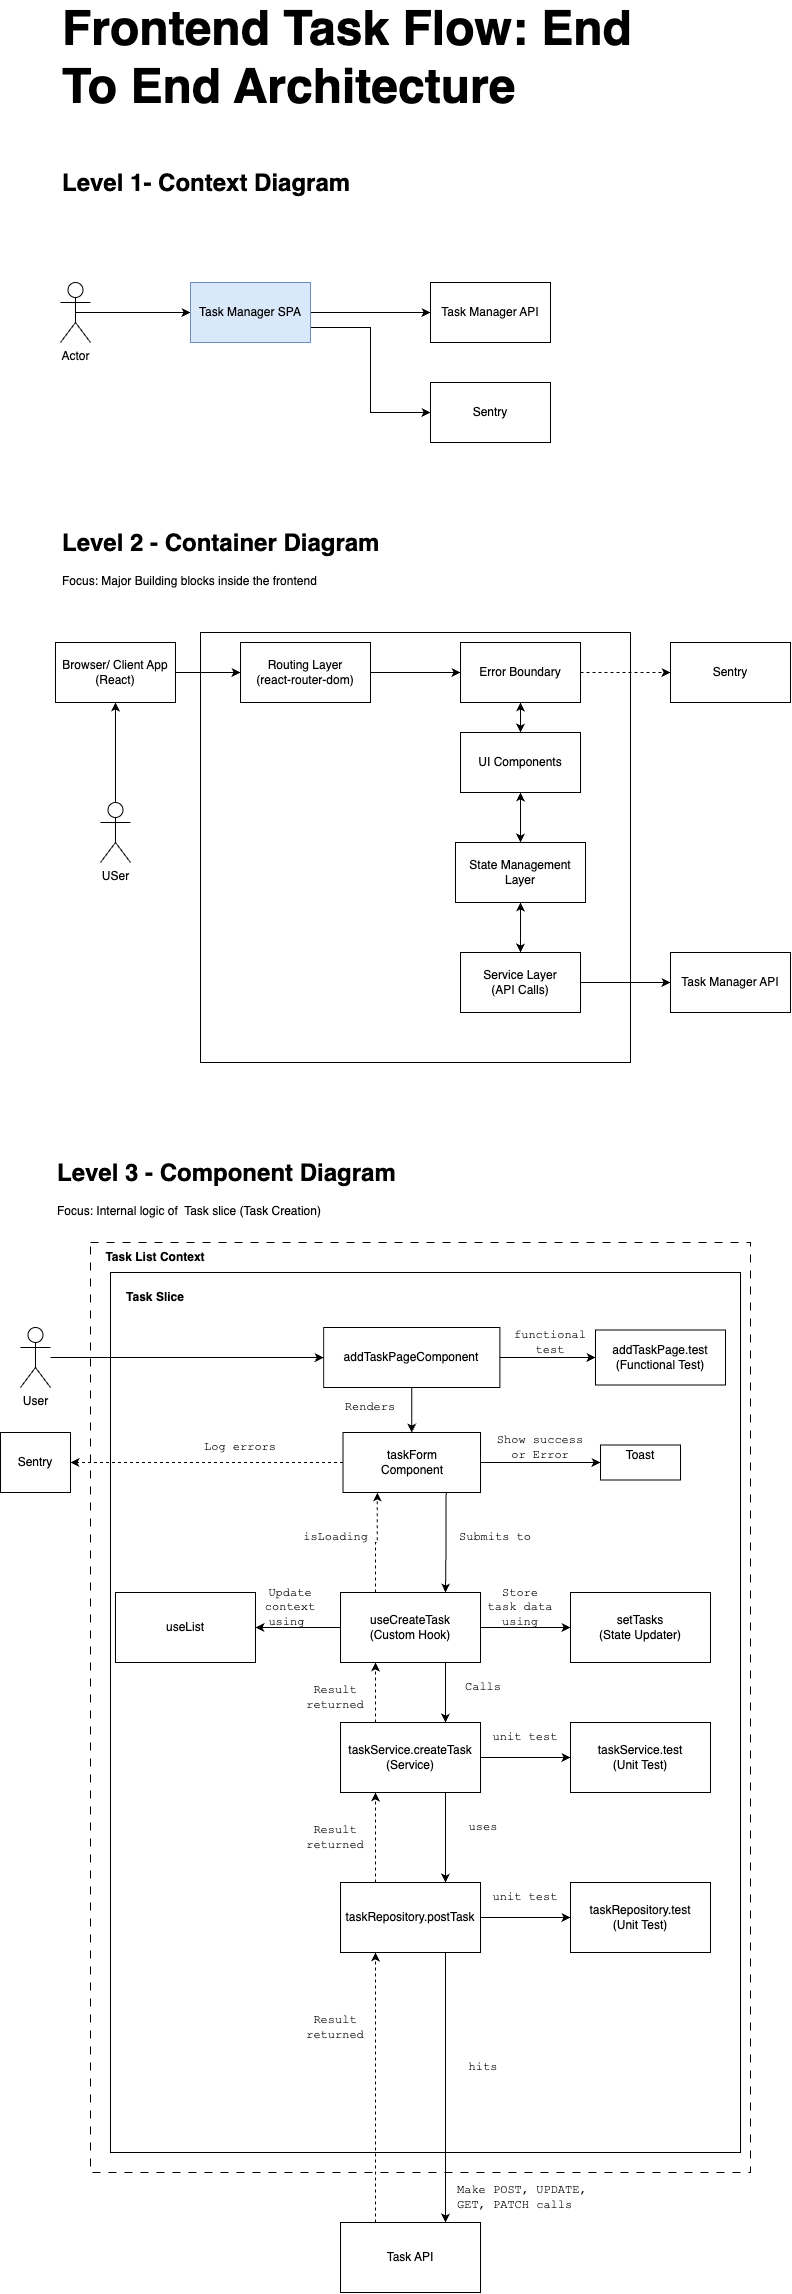 Frontend Task Flow: End
To End Architecture
Level 1- Context Diagram
Task Manager SPA
Task Manager API
Actor
Sentry
Level 2 - Container Diagram
Focus: Major Building blocks inside the frontend
Browser/ Client App
(React)
Routing Layer
(react-router-dom)
Error Boundary
Sentry
UI Components
USer
State Management
Layer
Service Layer
(API Calls)
Task Manager API
Level 3 - Component Diagram
Focus: Internal logic of  Task slice (Task Creation)
Task List Context
Task Slice
User
addTaskPageComponent
functional
test
addTaskPage.test
(Functional Test)
Renders
Sentry
Log errors
taskForm
Component
Show success
or Error
Toast
isLoading
Submits to
useList
Update
context
using
useCreateTask
(Custom Hook)
Store
task data
using
setTasks
(State Updater)
Result
returned
Calls
taskService.createTask
(Service)
unit test
taskService.test
(Unit Test)
Result
returned
uses
taskRepository.postTask
unit test
taskRepository.test
(Unit Test)
Result
returned
hits
Make POST, UPDATE,
GET, PATCH calls
Task API